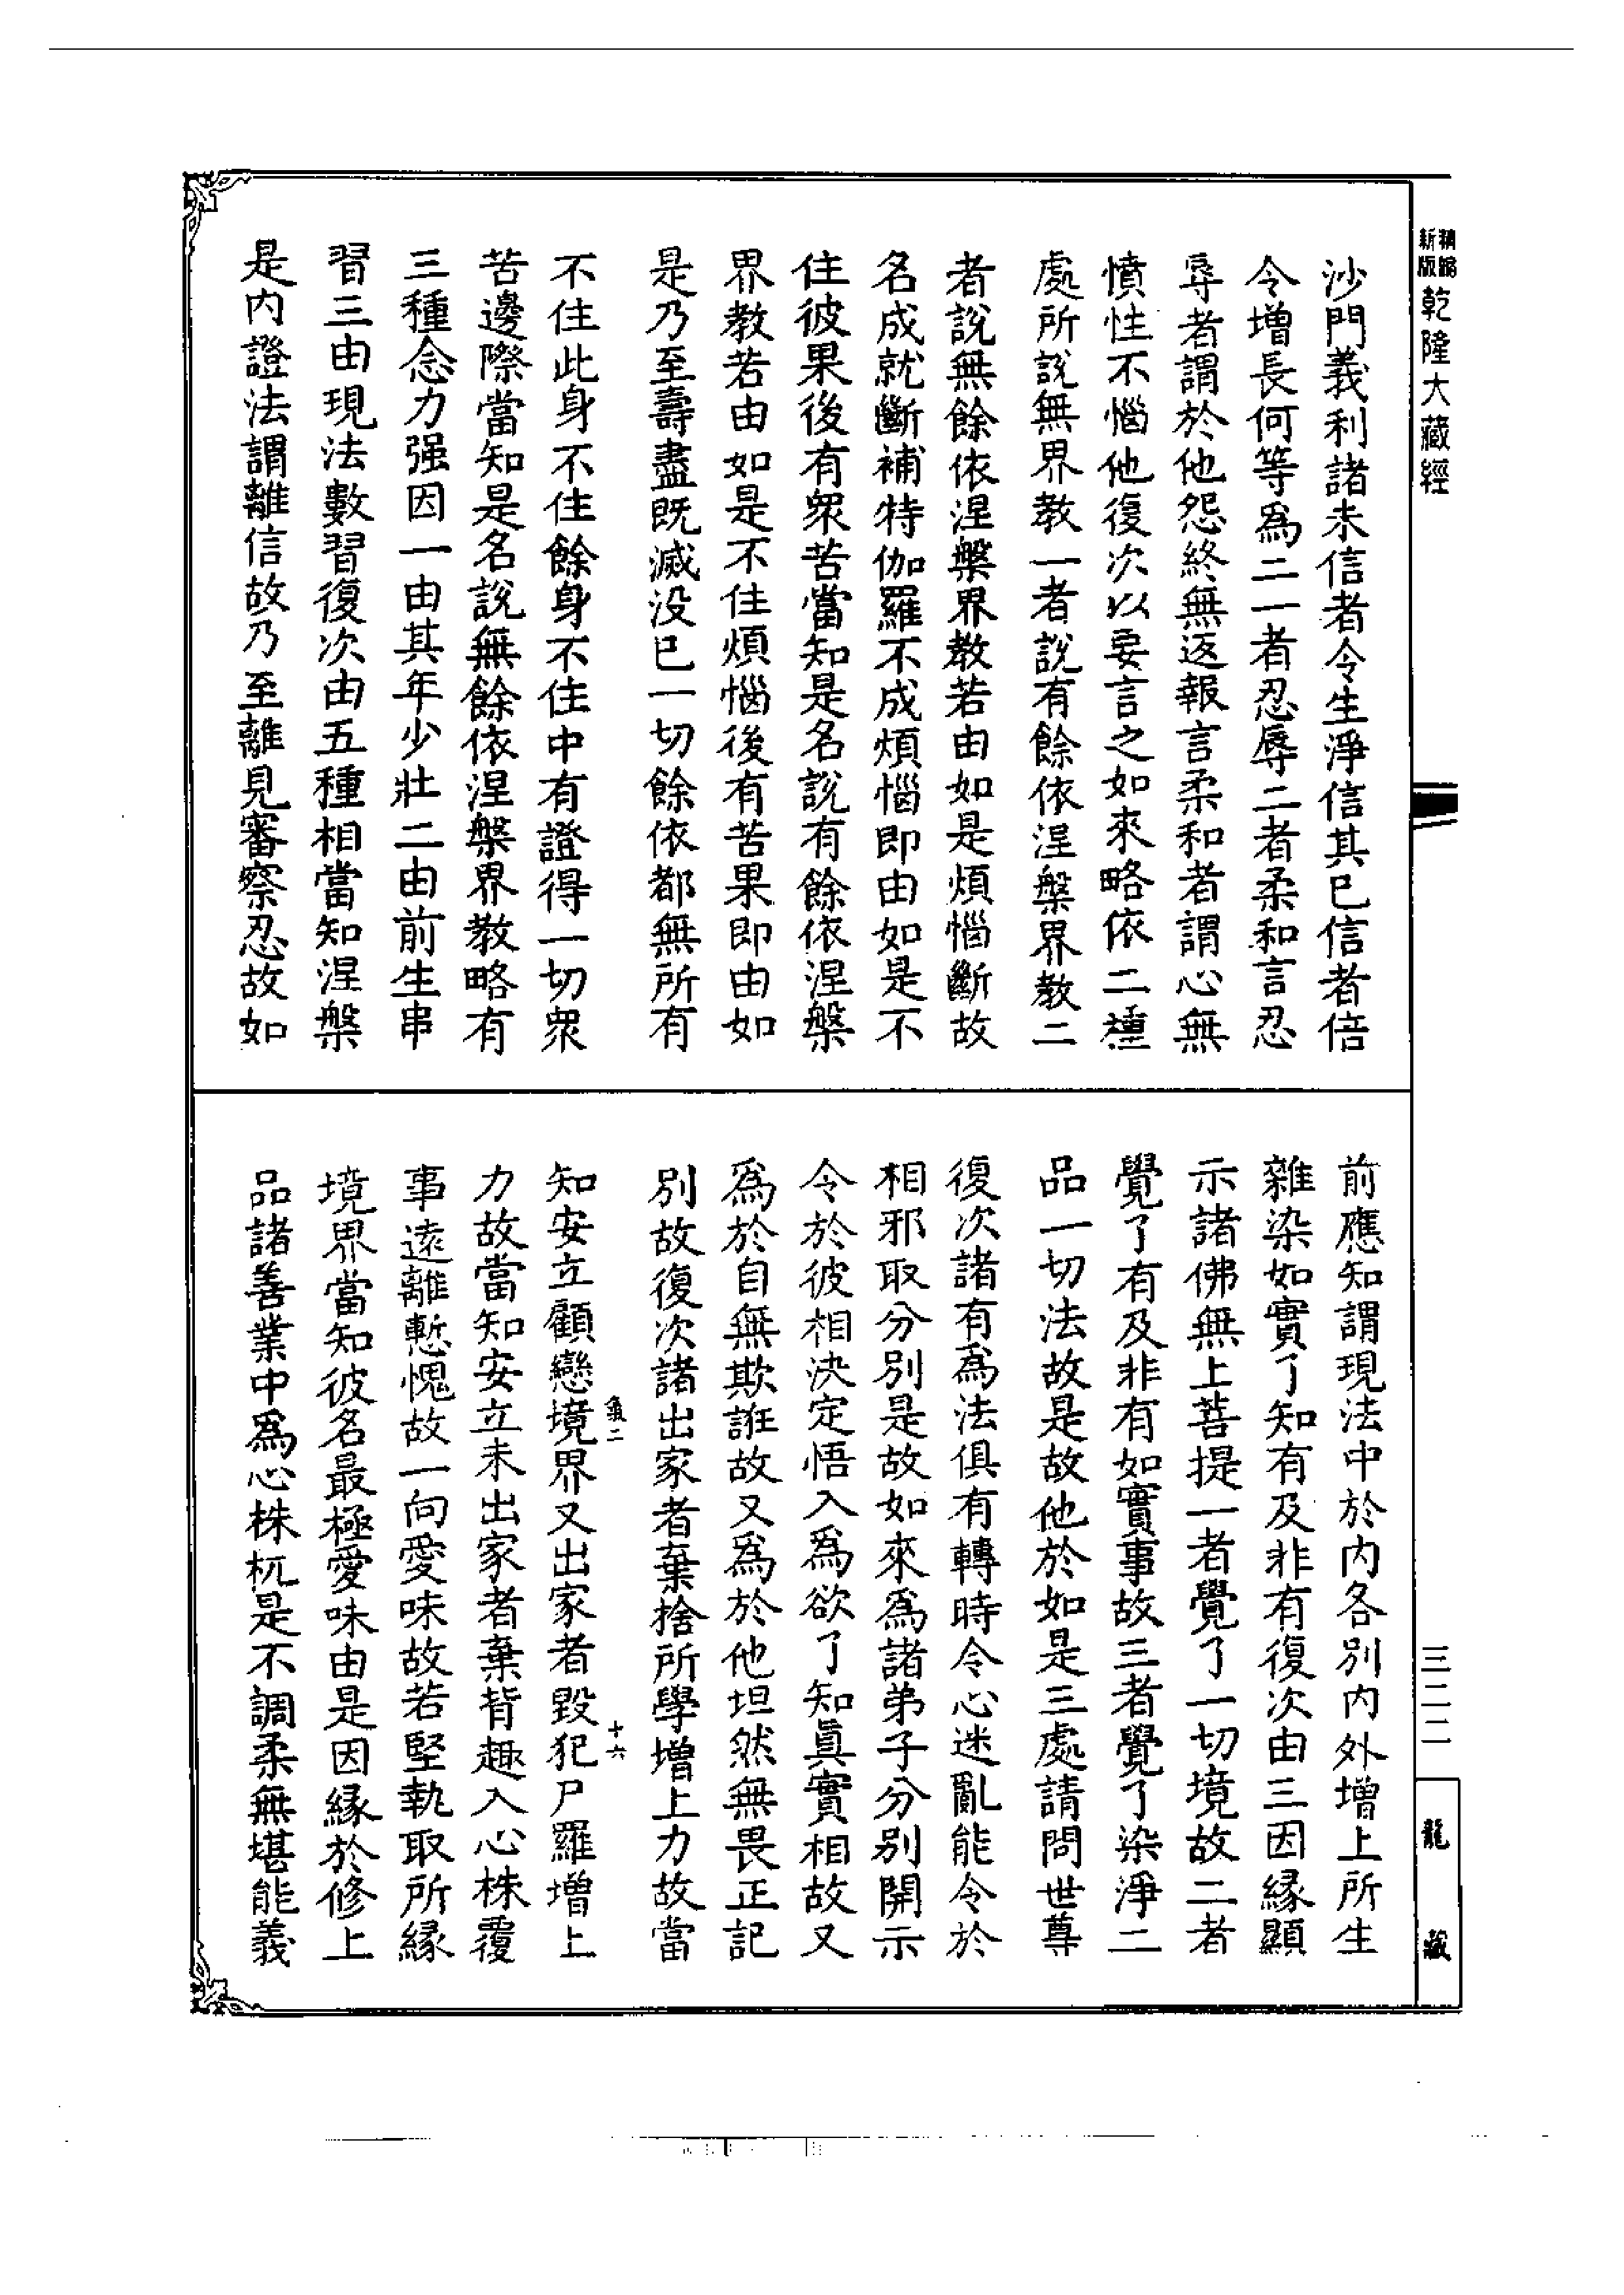 新版
乾隆大藏經
沙門義利諸未信者令生淨信其已信者倍
令增長何等爲二一者忍辱二者柔和言忍
辱者謂於他怨終無返報言柔和者謂心無
憤性不惱他復次以要言之如來略依二種
處所說無界教一者說有餘依涅槃界教二
者說無餘依涅槃界教若由如是煩惱斷故
名成就斷補特伽羅不成煩惱即由如是不
住彼果後有衆苦當知是名說有餘依涅槃
界教若由如是不住煩惱後有苦果即由如
是乃至壽盡既滅没已一切餘依都無所有
不住此身不住餘身不住中有證得一切衆
苦邊際當知是名說無餘依涅槃界教略有
三種念力强因一由其年少壯二由前生串
習三由現法數習復次由五種相當知涅槃
是内證法謂離信故乃至離見審察忍故如
前應知謂現法中於内各別内外增上所生
雜染如實了知有及非有復次由三因緣顯
示諸佛無上菩提一者覺了一切境故二者
覺了有及非有如實事故三者覺了染淨二
品一切法故是故他於如是三處請問世尊
復次諸有爲法俱有轉時令心迷亂能令於
相邪取分別是故如來爲諸弟子分別開示
令於彼相決定悟入爲欲了知眞實相故又
爲於自無欺誑故又爲於他坦然無畏正記
別故復次諸出家者棄捨所學增上力故當
知安立顧戀境界又出家者毀犯尸羅增上
二
十六
力故當知安立未出家者棄背趣入心株覆
事遠離慙愧故一向愛味故若堅執取所緣
境界當知彼名最極愛味由是因緣於修上
品諸善業中爲心株杌是不調柔無堪能義
三二二
龍藏